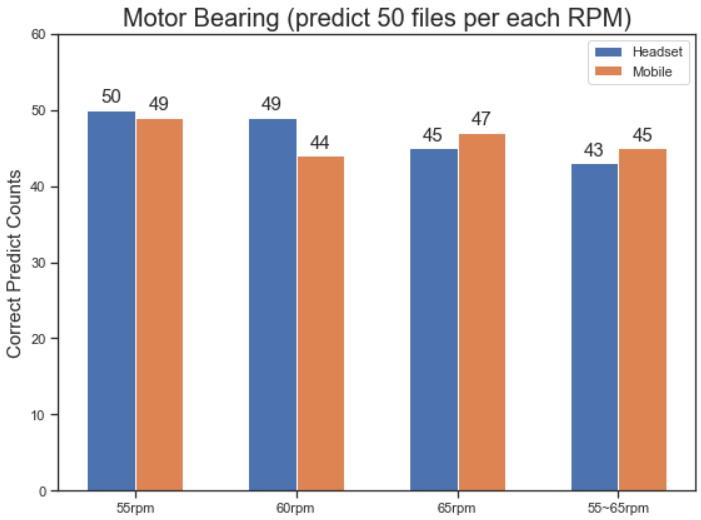 Motor Bearing (predict 50 files per each RPM)
Headset
Mobile
Correct Predict Counts
60
50
40
30
20
10
0
50
49
49
44
45
47
43
45
55rpm
60rpm
65rpm
55~65rpm